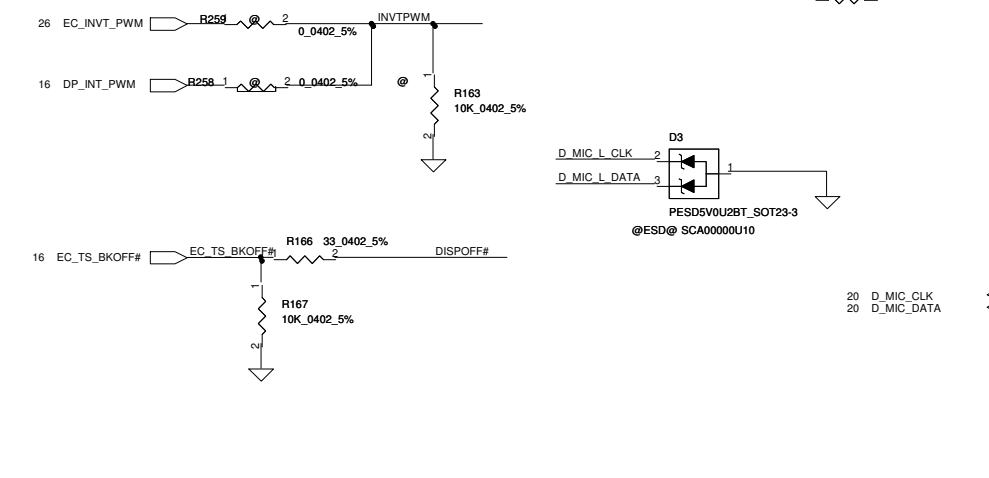 26 EC_INVT_PWM R259 1 @ 2 INVTPWM
0_0402_5%
16 DP_INT_PWM R258 1 @ 2 0_0402_5% @
1
R163
10K_0402_5%
2
D3
D_MIC_L_CLK 2
1
D_MIC_L_DATA 3
PESD5V0U2BT_SOT23-3
@ESD@ SCA00000U10
R166 33_0402_5%
16 EC_TS_BKOFF# EC_TS_BKOFF# 1 2 DISPOFF#
1
R167
10K_0402_5%
2
20 D_MIC_CLK
20 D_MIC_DATA